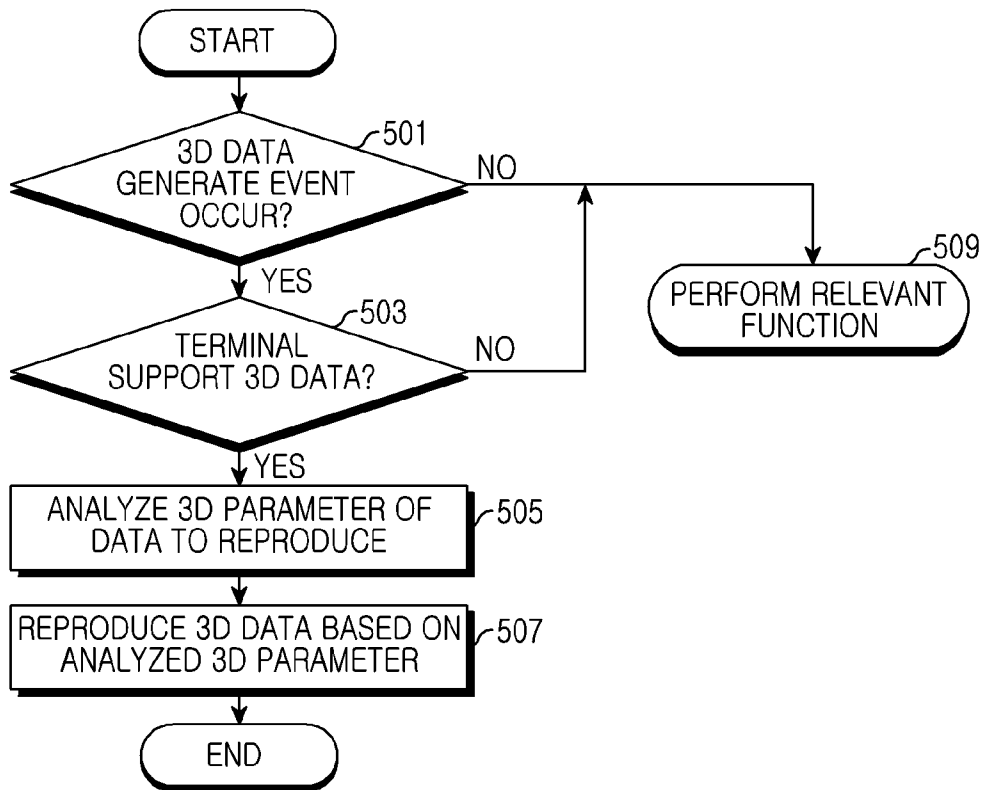 START
501
3D DATA
GENERATE EVENT
OCCUR?
NO
YES
503
TERMINAL
SUPPORT 3D DATA?
NO
YES
509
PERFORM RELEVANT
FUNCTION
ANALYZE 3D PARAMETER OF
DATA TO REPRODUCE
505
REPRODUCE 3D DATA BASED ON
ANALYZED 3D PARAMETER
507
END